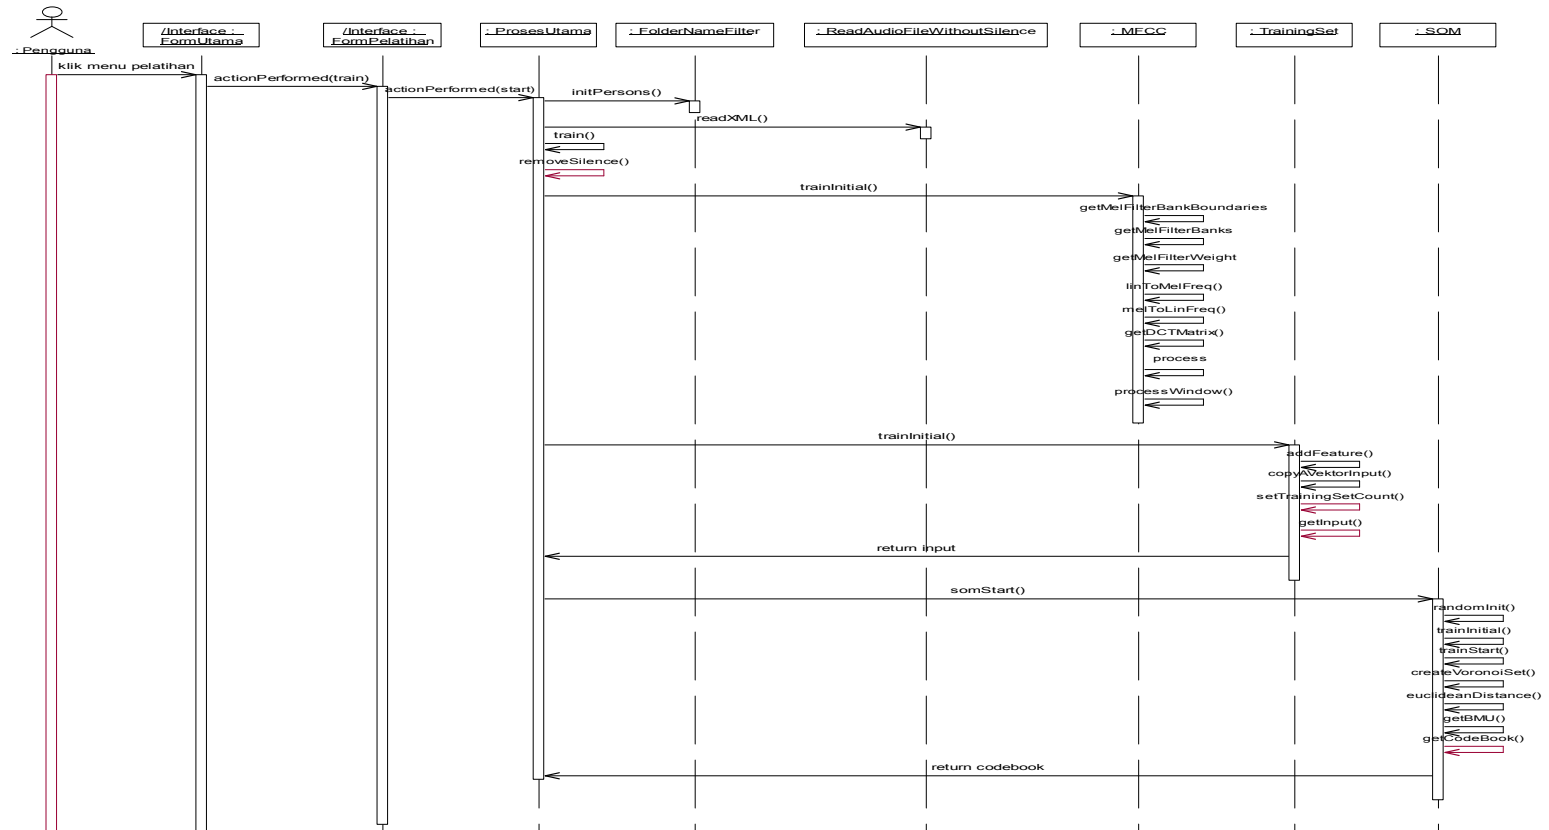 : Pengguna
/Interface :
FormUtama
/Interface :
FormPelatihan
: ProsesUtama
: FolderNameFilter
: ReadAudioFileWithoutSilence
: MFCC
: TrainingSet
: SOM
klik menu pelatihan
actionPerformed(train)
actionPerformed(start)
initPersons()
readXML()
train()
removeSilence()
trainInitial()
getMelFilterBankBoundaries
getMelFilterBanks
getMelFilterWeight
linToMelFreq()
melToLinFreq()
getDCTMatrix()
process
processWindow()
trainInitial()
addFeature()
copyAVektorInput()
setTrainingSetCount()
getInput()
return input
somStart()
randomInit()
trainInitial()
trainStart()
createVoronoiSet()
euclideanDistance()
getBMU()
getCodeBook()
return codebook